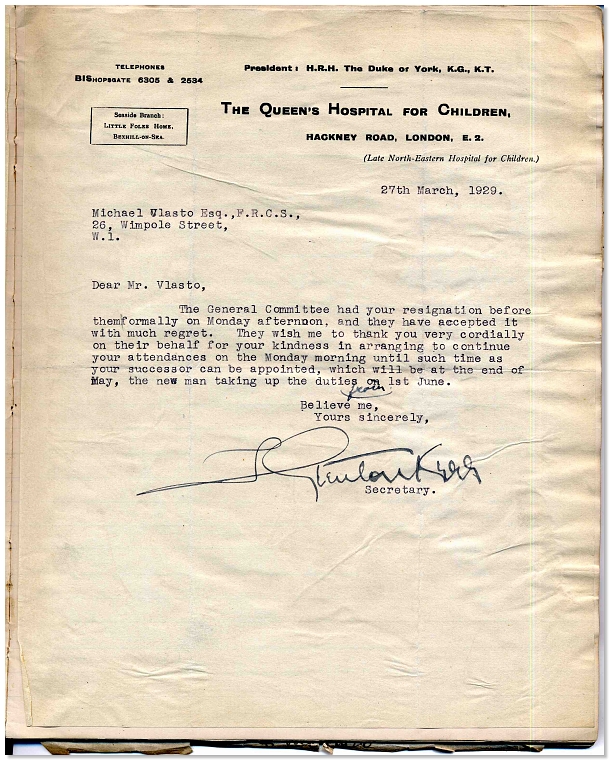 TELEPHONES
BISHOPSGATE 6305 & 2534
President: H.R.H. The Duke of York, K.G., K.T.
Seaside Branch:
Little Folks Home,
Bexhill-on-Sea.
The Queen's Hospital for Children,
HACKNEY ROAD, LONDON, E. 2.
(Late North-Eastern Hospital for Children.)
27th March, 1929.
Michael Vlasto Esq.,F.R.C.S.,
26, Wimpole Street,
W.1.
Dear Mr. Vlasto,
The General Committee had your resignation before
them formally on Monday afternoon, and they have accepted it
with much regret. They wish me to thank you very cordially
on their behalf for your kindness in arranging to continue
your attendances on the Monday morning until such time as
your successor can be appointed, which will be at the end of
May, the new man taking up the duties on 1st June.
from
Believe me,
Yours sincerely,
Glenton Kerr
Secretary.